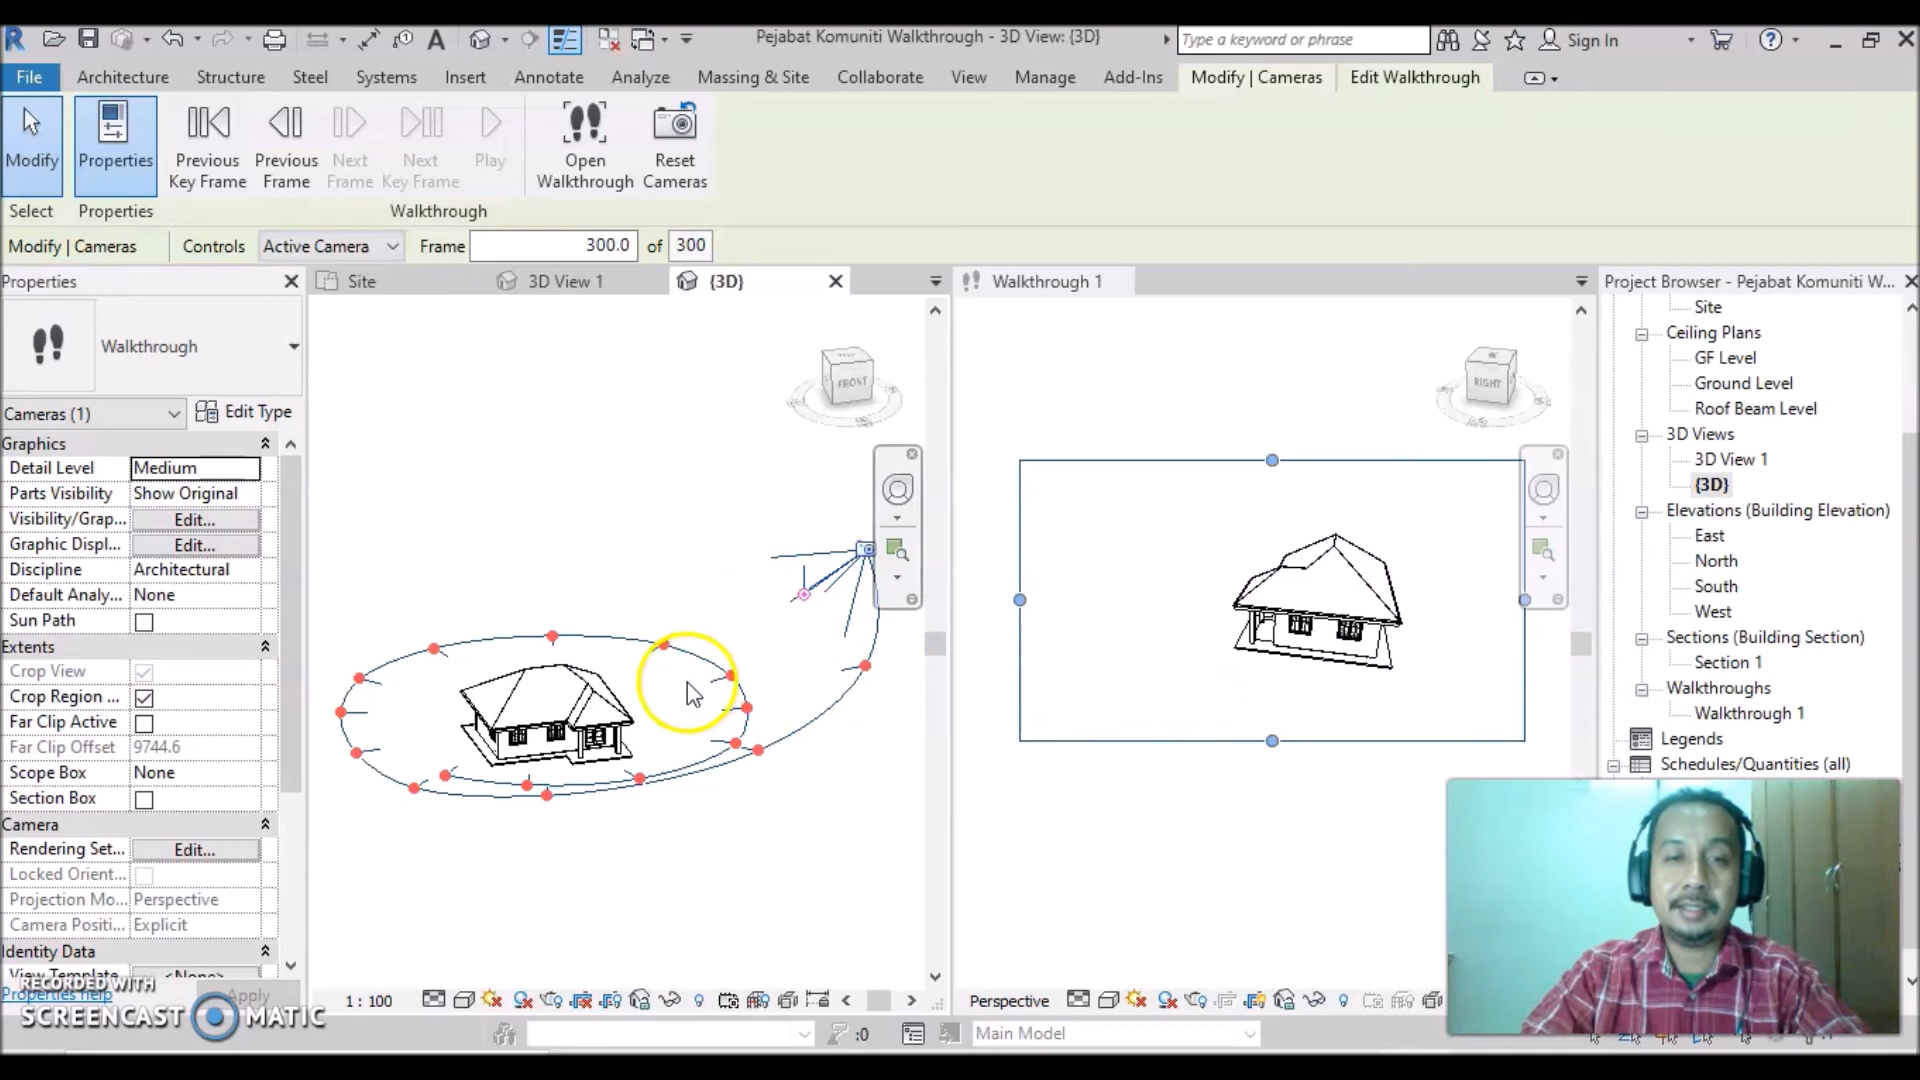 Pejabat Komuniti Walkthrough - 3D View: {3D}
Type a keyword or phrase
Sign In
File Architecture Structure Steel Systems Insert Annotate Analyze Massing & Site Collaborate View Manage Add-Ins Modify | Cameras Edit Walkthrough
Modify
Properties
Previous Key Frame
Previous Frame
Next Frame
Next Key Frame
Play
Open Walkthrough
Reset Cameras
Select Properties Walkthrough
Modify | Cameras Controls Active Camera Frame 300.0 of 300
Properties
Site
3D View 1
{3D}
Walkthrough 1
Project Browser - Pejabat Komuniti W...
Walkthrough
Cameras (1) Edit Type
Graphics
Detail Level Medium
Parts Visibility Show Original
Visibility/Grap... Edit...
Graphic Displ... Edit...
Discipline Architectural
Default Analy... None
Sun Path
Extents
Crop View
Crop Region ...
Far Clip Active
Far Clip Offset 9744.6
Scope Box None
Section Box
Camera
Rendering Set... Edit...
Locked Orient...
Projection Mo... Perspective
Camera Positi... Explicit
Identity Data
View Template <None>
Properties help Apply
RECORDED WITH
SCREENCAST MATIC
FRONT
RIGHT
Site
Ceiling Plans
GF Level
Ground Level
Roof Beam Level
3D Views
3D View 1
{3D}
Elevations (Building Elevation)
East
North
South
West
Sections (Building Section)
Section 1
Walkthroughs
Walkthrough 1
Legends
Schedules/Quantities (all)
1 : 100
Perspective
:0
Main Model